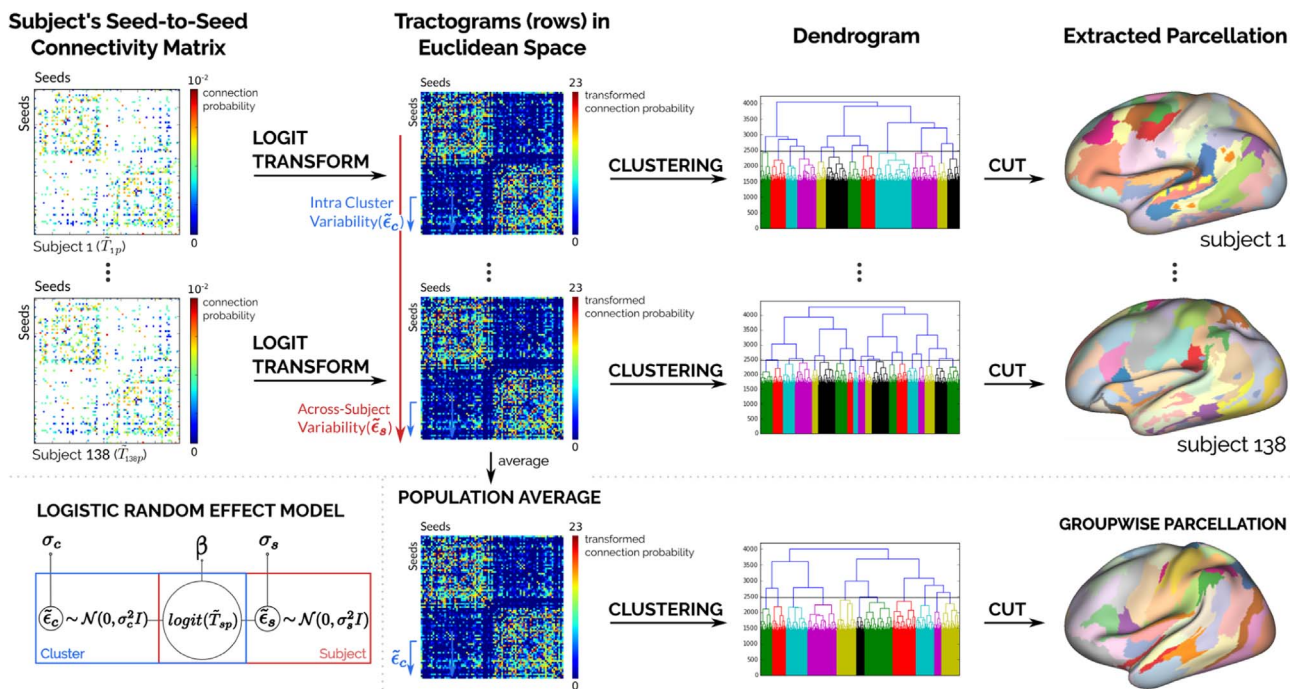 Subject's Seed-to-Seed
Connectivity Matrix
Tractograms (rows) in
Euclidean Space
Dendrogram
Extracted Parcellation
Seeds
Seeds
10⁻²
connection
probability
0
Subject 1 (T̃₁ₚ)
LOGIT
TRANSFORM
Intra Cluster
Variability(ε̃c)
Seeds
Seeds
23
transformed
connection probability
0
CLUSTERING
4000
3500
3000
2500
2000
1500
1000
500
0
CUT
subject 1
Seeds
10⁻²
connection
probability
0
Subject 138 (T̃₁₃₈ₚ)
LOGIT
TRANSFORM
Across-Subject
Variability(ε̃s)
Seeds
23
transformed
connection probability
0
CLUSTERING
4000
3500
3000
2500
2000
1500
1000
500
0
CUT
subject 138
average
LOGISTIC RANDOM EFFECT MODEL
σc
β
σs
ε̃c ~ N(0, σ²c I)
logit(T̃sp)
ε̃s ~ N(0, σ²s I)
Cluster
Subject
POPULATION AVERAGE
Seeds
Seeds
23
transformed
connection probability
0
ε̃c
CLUSTERING
4000
3500
3000
2500
2000
1500
1000
500
0
CUT
GROUPWISE PARCELLATION